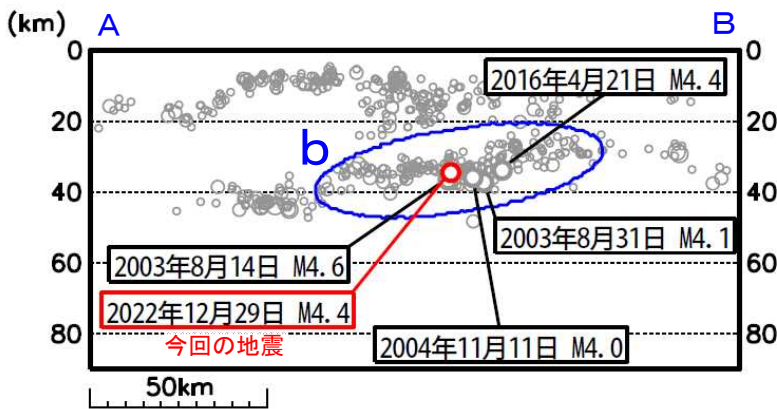 (km) A B
0 0
2016年4月21日 M4.4
20 20
b
40 40
2003年8月31日 M4.1
2003年8月14日 M4.6
60 60
2022年12月29日 M4.4
今回の地震
2004年11月11日 M4.0
80 80
50km